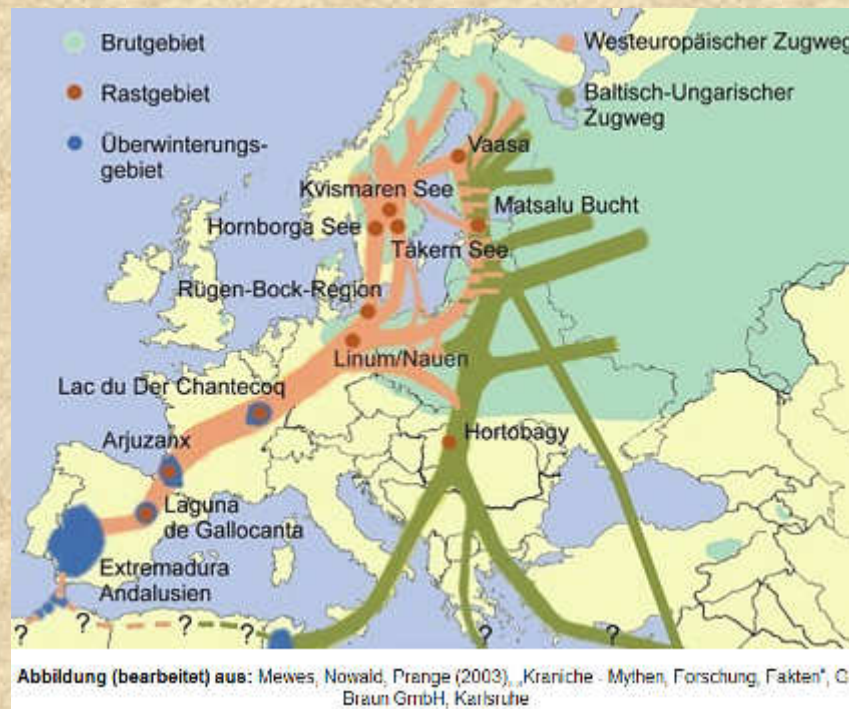 Brutgebiet
Rastgebiet
Überwinterungs-
gebiet
Westeuropäischer Zugweg
Baltisch-Ungarischer
Zugweg
Vaasa
Kvismaren See
Hornborga See
Matsalu Bucht
Tåkern See
Rügen-Bock-Region
Linum/Nauen
Lac du Der Chantecoq
Hortobagy
Arjuzanx
Laguna
de Gallocanta
Extremadura
Andalusien
? ? ? ? ? ?
Abbildung (bearbeitet) aus: Mewes, Nowald, Prange (2003), „Kraniche - Mythen, Forschung, Fakten“, G
Braun GmbH, Karlsruhe